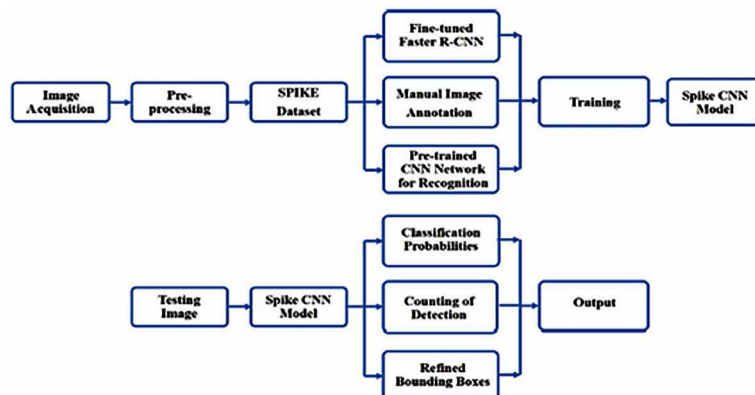 Fine-tuned
Faster R-CNN
Image
Acquisition
Pre-
processing
SPIKE
Dataset
Manual Image
Annotation
Training
Spike CNN
Model
Pre-trained
CNN Network
for Recognition
Classification
Probabilities
Testing
Image
Spike CNN
Model
Counting of
Detection
Output
Refined
Bounding Boxes